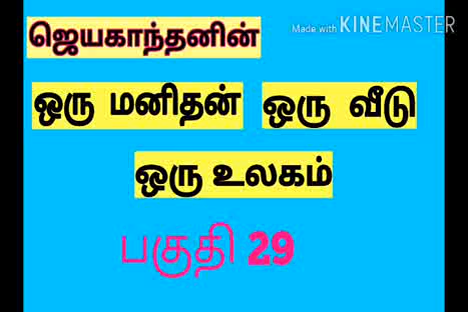 ஜெயகாந்தனின்
Made with KINEMASTER
ஒரு மனிதன் ஒரு வீடு
ஒரு உலகம்
பகுதி 29